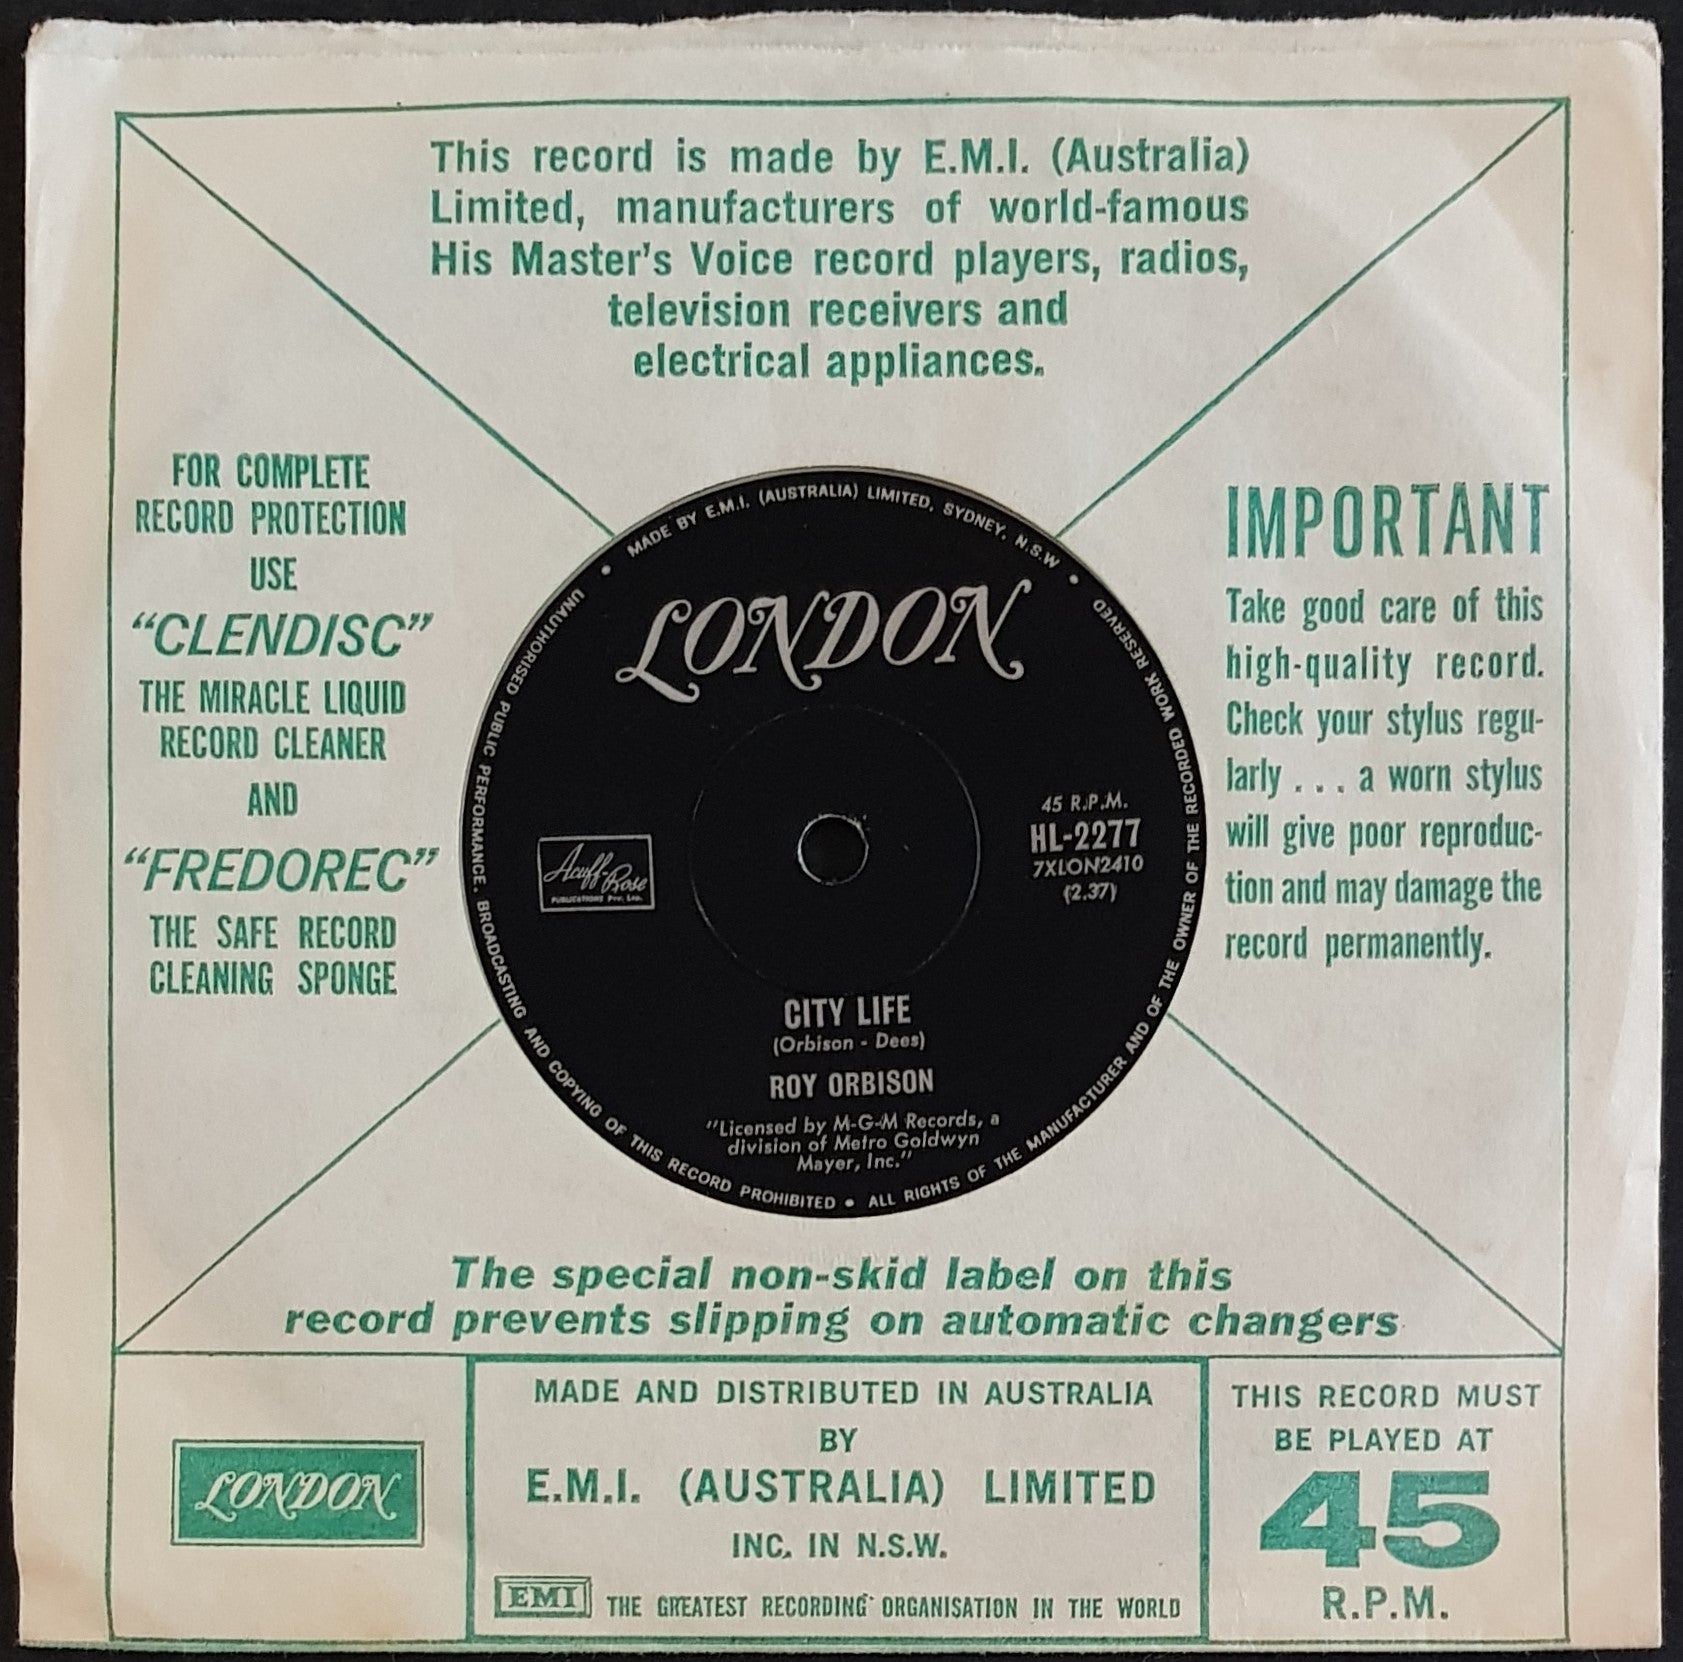 This record is made by E.M.I. (Australia)
Limited, manufacturers of world-famous
His Master's Voice record players, radios,
television receivers and
electrical appliances.
FOR COMPLETE
RECORD PROTECTION
USE
"CLENDISC"
THE MIRACLE LIQUID
RECORD CLEANER
AND
"FREDOREC"
THE SAFE RECORD
CLEANING SPONGE
MADE BY E.M.I. (AUSTRALIA) LIMITED, SYDNEY, N.S.W •
UNAUTHORISED PUBLIC PERFORMANCE, BROADCASTING AND COPYING OF THIS RECORD PROHIBITED • ALL RIGHTS OF THE MANUFACTURER AND OF THE OWNER OF THE RECORDED WORK RESERVED •
LONDON
45 R.P.M.
HL-2277
7XLON2410
(2.37)
Acuff-Rose
PUBLICATIONS Pty. Ltd.
CITY LIFE
(Orbison - Dees)
ROY ORBISON
"Licensed by M-G-M Records, a
division of Metro Goldwyn
Mayer, Inc."
IMPORTANT
Take good care of this
high-quality record.
Check your stylus regu-
larly . . . a worn stylus
will give poor reproduc-
tion and may damage the
record permanently.
The special non-skid label on this
record prevents slipping on automatic changers
LONDON
MADE AND DISTRIBUTED IN AUSTRALIA
BY
E.M.I. (AUSTRALIA) LIMITED
INC. IN N.S.W.
EMI THE GREATEST RECORDING ORGANISATION IN THE WORLD
THIS RECORD MUST
BE PLAYED AT
45
R.P.M.